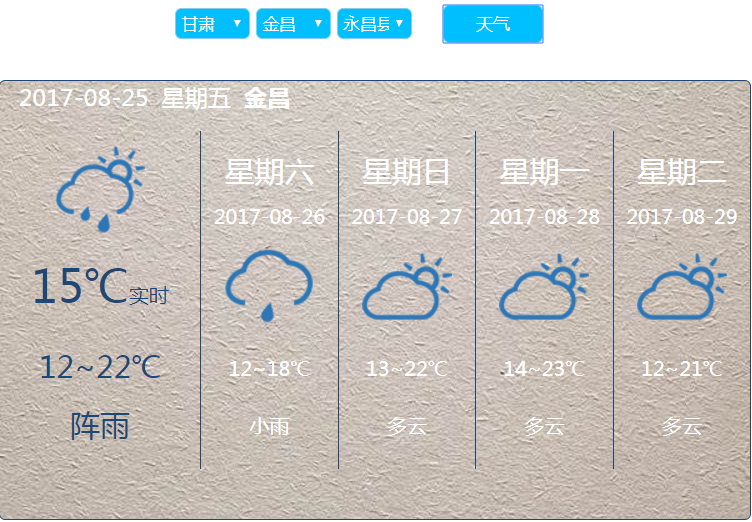 甘肃 ▼ 金昌 ▼ 永昌县 ▼ 天气
2017-08-25 星期五 金昌
15℃实时
12~22℃
阵雨
星期六
2017-08-26
12~18℃
小雨
星期日
2017-08-27
13~22℃
多云
星期一
2017-08-28
14~23℃
多云
星期二
2017-08-29
12~21℃
多云